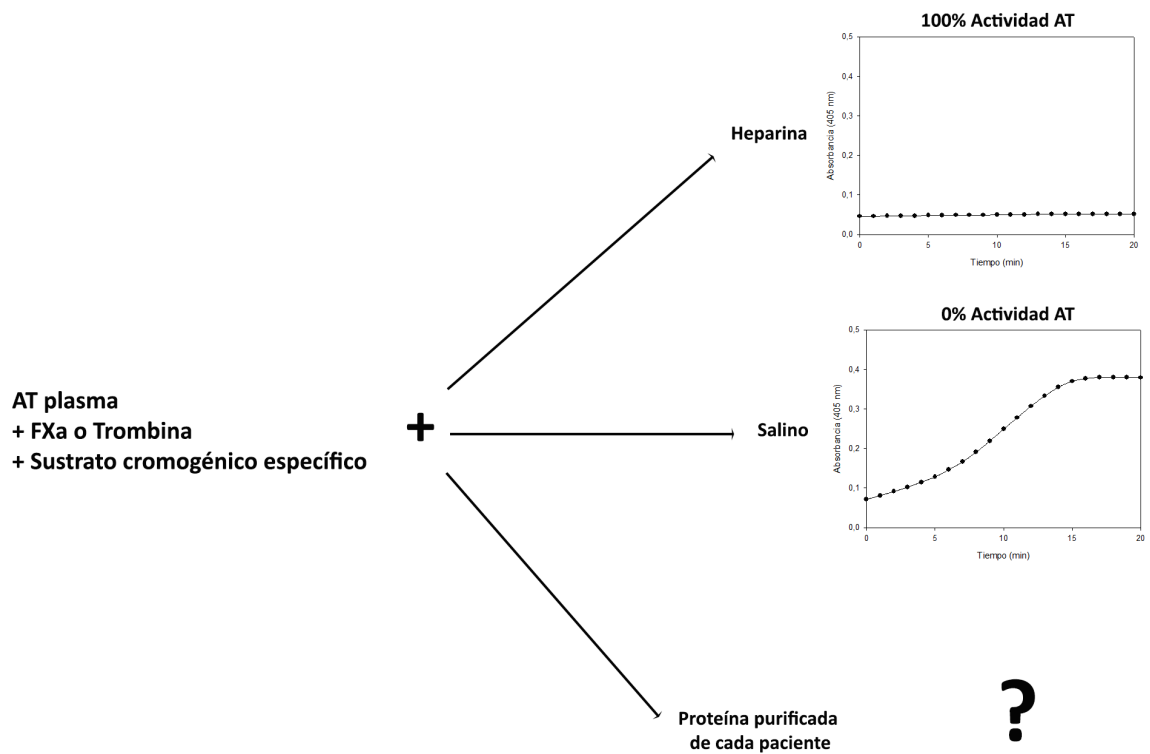 100% Actividad AT
0,5
0,4
0,3
0,2
0,1
0,0
Absorbancia (405 nm)
0 5 10 15 20
Tiempo (min)
Heparina
0% Actividad AT
0,5
0,4
0,3
0,2
0,1
0,0
Absorbancia (405 nm)
0 5 10 15 20
Tiempo (min)
AT plasma
+ FXa o Trombina
+ Sustrato cromogénico específico
+
Salino
Proteína purificada
de cada paciente
?